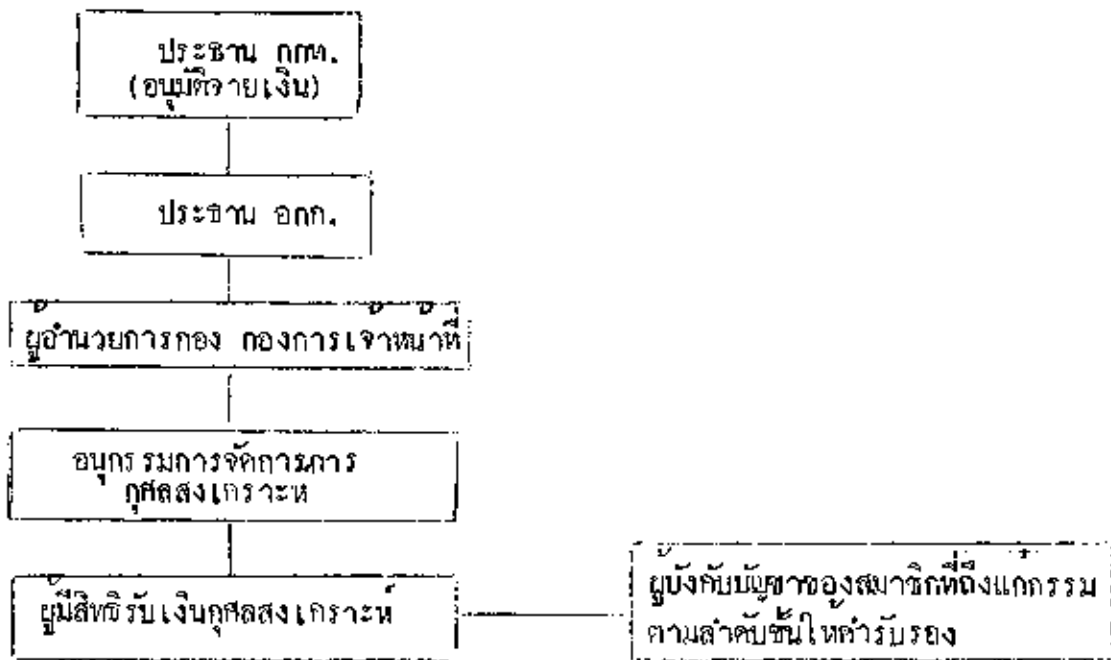 ประธาน กกท.
(อนุมัติจ่ายเงิน)
ประธาน อกก.
ผู้อำนวยการกอง กองการเจ้าหน้าที่
อนุกรรมการจัดการการ
กุศลสงเคราะห
ผู้มีสิทธิรับเงินกุศลสงเคราะห์
ผู้บังคับบัญชาของสมาชิกที่ถึงแก่กรรม
ตามลำดับชั้นให้คำรับรอง